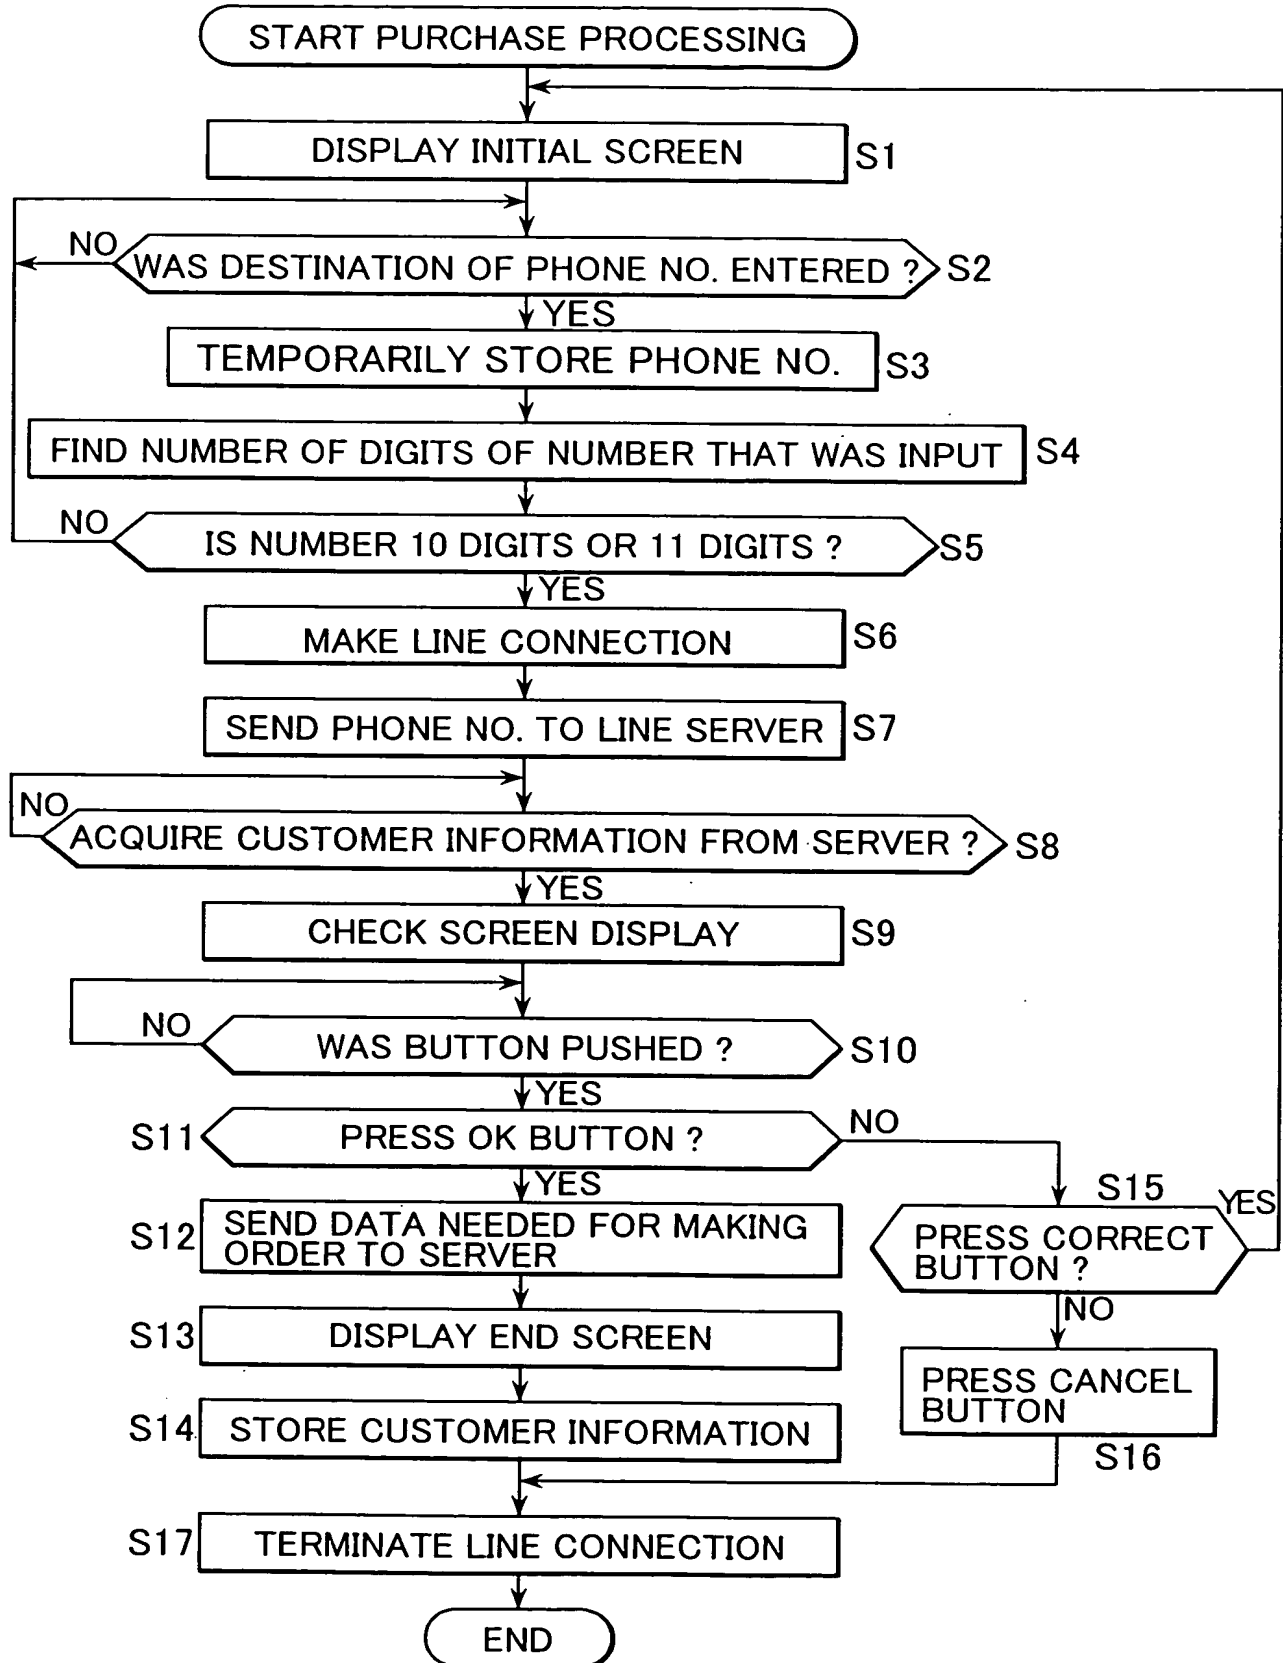 START PURCHASE PROCESSING
DISPLAY INITIAL SCREEN
S1
NO
WAS DESTINATION OF PHONE NO. ENTERED ?
S2
YES
TEMPORARILY STORE PHONE NO.
S3
FIND NUMBER OF DIGITS OF NUMBER THAT WAS INPUT
S4
NO
IS NUMBER 10 DIGITS OR 11 DIGITS ?
S5
YES
MAKE LINE CONNECTION
S6
SEND PHONE NO. TO LINE SERVER
S7
NO
ACQUIRE CUSTOMER INFORMATION FROM SERVER ?
S8
YES
CHECK SCREEN DISPLAY
S9
NO
WAS BUTTON PUSHED ?
S10
YES
S11
PRESS OK BUTTON ?
NO
YES
S12
SEND DATA NEEDED FOR MAKING
ORDER TO SERVER
S15
YES
PRESS CORRECT
BUTTON ?
NO
S13
DISPLAY END SCREEN
PRESS CANCEL
BUTTON
S16
S14
STORE CUSTOMER INFORMATION
S17
TERMINATE LINE CONNECTION
END